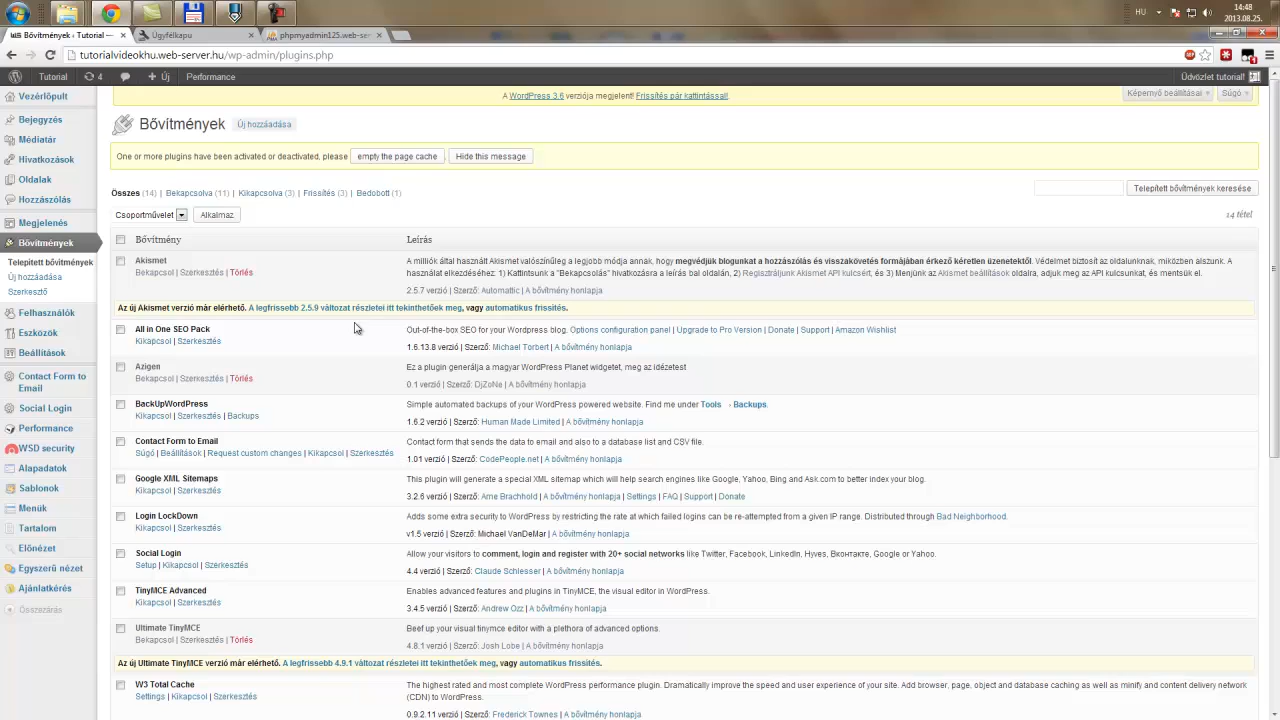 HU 14:48
2013.08.25.
Bővítmények ‹ Tutorial —
Ügyfélkapu
phpmyadmin125.web-ser
tutorialvideokhu.web-server.hu/wp-admin/plugins.php
Tutorial 4 Új Performance Üdvözlet tutorial!
A WordPress 3.6 verziója megjelent! Frissítés pár kattintással!.
Képernyő beállításai Súgó
Vezérlőpult
Bejegyzés
Médiatár
Hivatkozások
Oldalak
Hozzászólás
Megjelenés
Bővítmények
Telepített bővítmények
Új hozzáadása
Szerkesztő
Felhasználók
Eszközök
Beállítások
Contact Form to
Email
Social Login
Performance
WSD security
Alapadatok
Sablonok
Menük
Tartalom
Előnézet
Egyszerű nézet
Ajánlatkérés
Összezárás
Bővítmények Új hozzáadása
One or more plugins have been activated or deactivated, please empty the page cache . Hide this message
Összes (14) | Bekapcsolva (11) | Kikapcsolva (3) | Frissítés (3) | Bedobott (1)
Telepített bővítmények keresése
Csoportművelet Alkalmaz
14 tétel
Bővítmény Leírás
Akismet
Bekapcsol | Szerkesztés | Törlés
A milliók által használt Akismet valószínűleg a legjobb módja annak, hogy megvédjük blogunkat a hozzászólás és visszakövetés formájában érkező kéretlen üzenetektől. Védelmet biztosít az oldalunknak, miközben alszunk. A
használat elkezdéséhez: 1) Kattintsunk a "Bekapcsolás" hivatkozásra a leírás bal oldalán, 2) Regisztráljunk Akismet API kulcsért, és 3) Menjünk az Akismet beállítások oldalra, adjuk meg az API kulcsunkat, és mentsük el.
2.5.7 verzió | Szerző: Automattic | A bővítmény honlapja
Az új Akismet verzió már elérhető. A legfrissebb 2.5.9 változat részletei itt tekinthetőek meg, vagy automatikus frissítés.
All in One SEO Pack
Kikapcsol | Szerkesztés
Out-of-the-box SEO for your Wordpress blog. Options configuration panel | Upgrade to Pro Version | Donate | Support | Amazon Wishlist
1.6.13.8 verzió | Szerző: Michael Torbert | A bővítmény honlapja
Azigen
Bekapcsol | Szerkesztés | Törlés
Ez a plugin generálja a magyar WordPress Planet widgetet, meg az idézetest
0.1 verzió | Szerző: DjZoNe | A bővítmény honlapja
BackUpWordPress
Kikapcsol | Szerkesztés | Backups
Simple automated backups of your WordPress powered website. Find me under Tools → Backups.
1.6.2 verzió | Szerző: Human Made Limited | A bővítmény honlapja
Contact Form to Email
Súgó | Beállítások | Request custom changes | Kikapcsol | Szerkesztés
Contact form that sends the data to email and also to a database list and CSV file.
1.01 verzió | Szerző: CodePeople.net | A bővítmény honlapja
Google XML Sitemaps
Kikapcsol | Szerkesztés
This plugin will generate a special XML sitemap which will help search engines like Google, Yahoo, Bing and Ask.com to better index your blog.
3.2.6 verzió | Szerző: Arne Brachhold | A bővítmény honlapja | Settings | FAQ | Support | Donate
Login LockDown
Kikapcsol | Szerkesztés
Adds some extra security to WordPress by restricting the rate at which failed logins can be re-attempted from a given IP range. Distributed through Bad Neighborhood.
v1.5 verzió | Szerző: Michael VanDeMar | A bővítmény honlapja
Social Login
Setup | Kikapcsol | Szerkesztés
Allow your visitors to comment, login and register with 20+ social networks like Twitter, Facebook, LinkedIn, Hyves, Вконтакте, Google or Yahoo.
4.4 verzió | Szerző: Claude Schlesser | A bővítmény honlapja
TinyMCE Advanced
Kikapcsol | Szerkesztés
Enables advanced features and plugins in TinyMCE, the visual editor in WordPress.
3.4.5 verzió | Szerző: Andrew Ozz | A bővítmény honlapja
Ultimate TinyMCE
Bekapcsol | Szerkesztés | Törlés
Beef up your visual tinymce editor with a plethora of advanced options.
4.8.1 verzió | Szerző: Josh Lobe | A bővítmény honlapja
Az új Ultimate TinyMCE verzió már elérhető. A legfrissebb 4.9.1 változat részletei itt tekinthetőek meg, vagy automatikus frissítés.
W3 Total Cache
Settings | Kikapcsol | Szerkesztés
The highest rated and most complete WordPress performance plugin. Dramatically improve the speed and user experience of your site. Add browser, page, object and database caching as well as minify and content delivery network
(CDN) to WordPress.
0.9.2.11 verzió | Szerző: Frederick Townes | A bővítmény honlapja